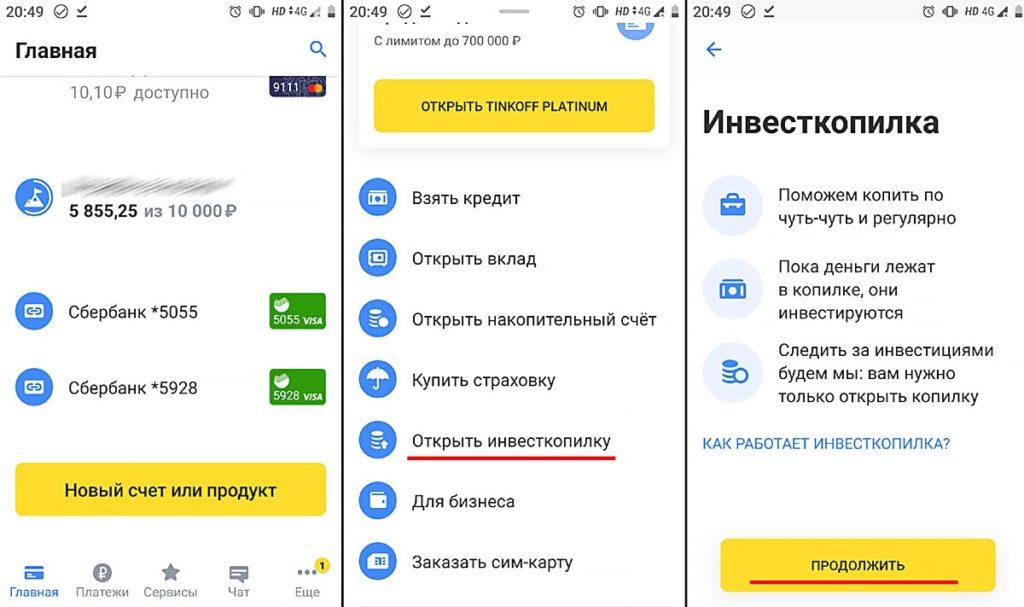 20:49
HD 4G
Главная
10,10 ₽ доступно
9111
5 855,25 из 10 000 ₽
Сбербанк *5055
5055 VISA
Сбербанк *5928
5928 VISA
Новый счет или продукт
Главная
Платежи
Сервисы
Чат
1
Еще
20:49
HD 4G
С лимитом до 700 000 ₽
ОТКРЫТЬ TINKOFF PLATINUM
Взять кредит
Открыть вклад
Открыть накопительный счёт
Купить страховку
Открыть инвесткопилку
Для бизнеса
Заказать сим-карту
20:49
HD 4G
Инвесткопилка
Поможем копить по
чуть-чуть и регулярно
Пока деньги лежат
в копилке, они
инвестируются
Следить за инвестициями
будем мы: вам нужно
только открыть копилку
КАК РАБОТАЕТ ИНВЕСТКОПИЛКА?
ПРОДОЛЖИТЬ